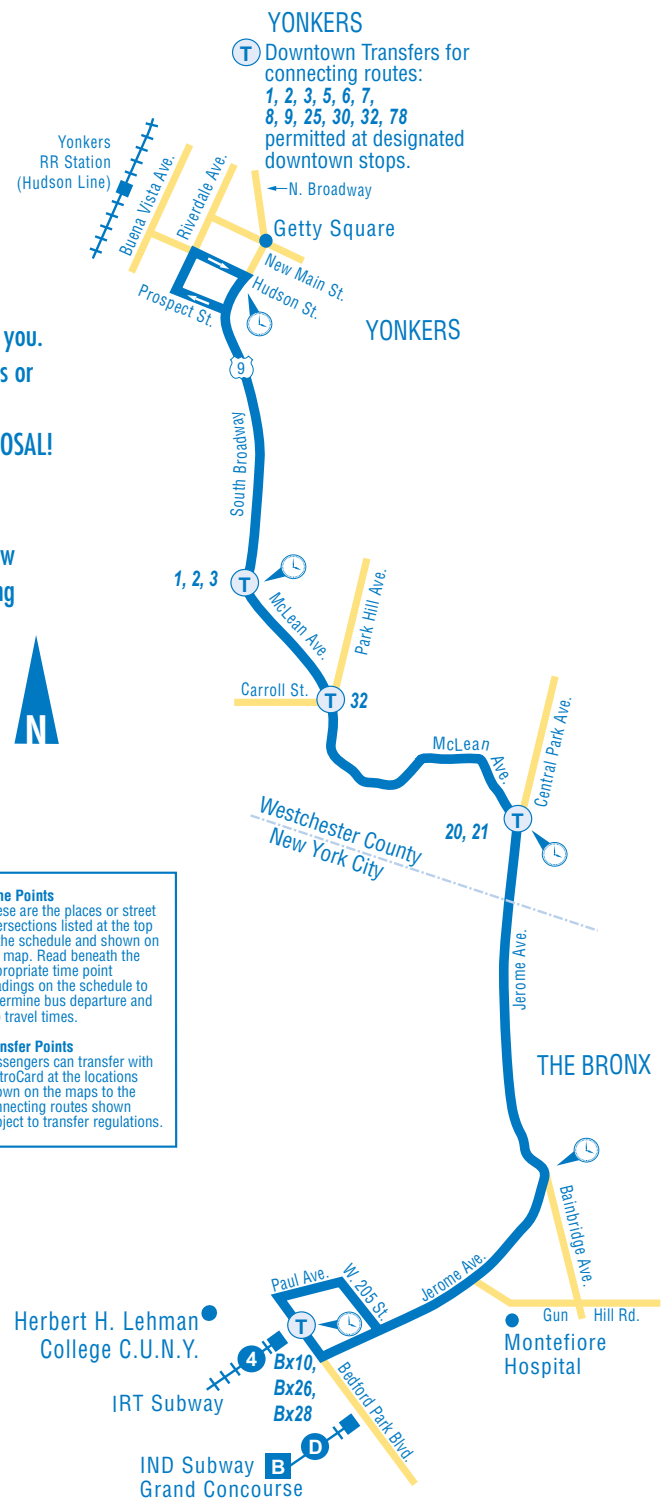 YONKERS
T Downtown Transfers for
connecting routes:
1, 2, 3, 5, 6, 7,
8, 9, 25, 30, 32, 78
permitted at designated
downtown stops.
Yonkers
RR Station
(Hudson Line)
Buena Vista Ave.
Riverdale Ave.
N. Broadway
Getty Square
New Main St.
Hudson St.
Prospect St.
YONKERS
9
you.
s or
OSAL!
South Broadway
w
ng
1, 2, 3
T
McLean Ave.
Park Hill Ave.
Carroll St.
T
32
N
McLean Ave.
Central Park Ave.
20, 21
T
Westchester County
New York City
Jerome Ave.
me Points
ese are the places or street
ersections listed at the top
the schedule and shown on
map. Read beneath the
propriate time point
adings on the schedule to
termine bus departure and
travel times.
nsfer Points
ssengers can transfer with
troCard at the locations
own on the maps to the
nnecting routes shown
bject to transfer regulations.
THE BRONX
Bainbridge Ave.
Jerome Ave.
Gun Hill Rd.
Montefiore
Hospital
Paul Ave.
W. 205 St.
Herbert H. Lehman
College C.U.N.Y.
T
4
IRT Subway
Bx10,
Bx26,
Bx28
Bedford Park Blvd.
D
IND Subway B
Grand Concourse